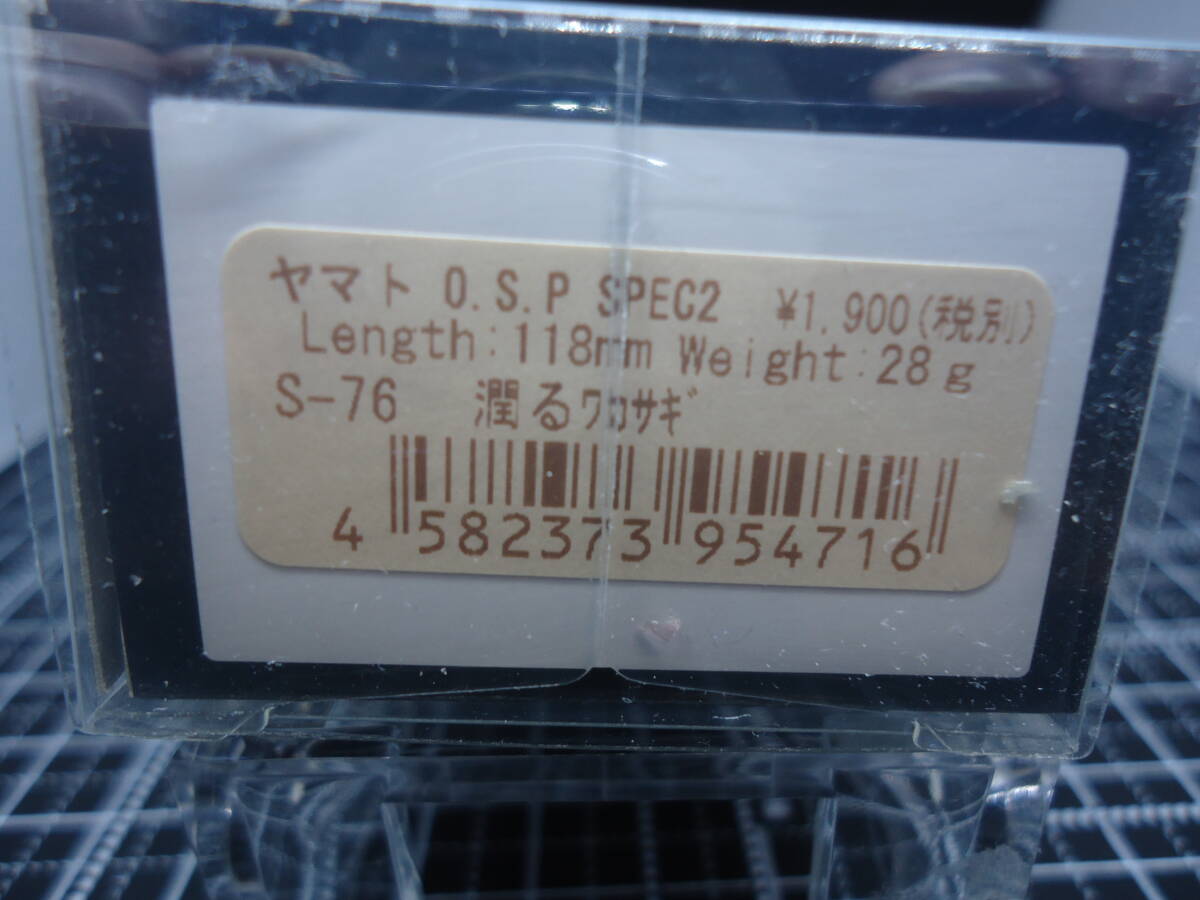 ヤマト O.S.P SPEC2 ¥1,900(税別)
Length:118mm Weight:28g
S-76 潤るワカサギ
4 582373 954716